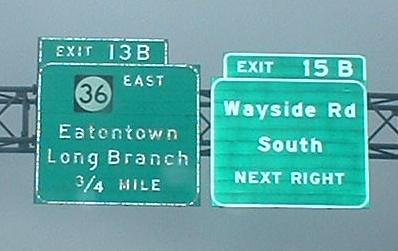 EXIT 13B
36 EAST
Eatontown
Long Branch
3/4 MILE
EXIT 15 B
Wayside Rd
South
NEXT RIGHT